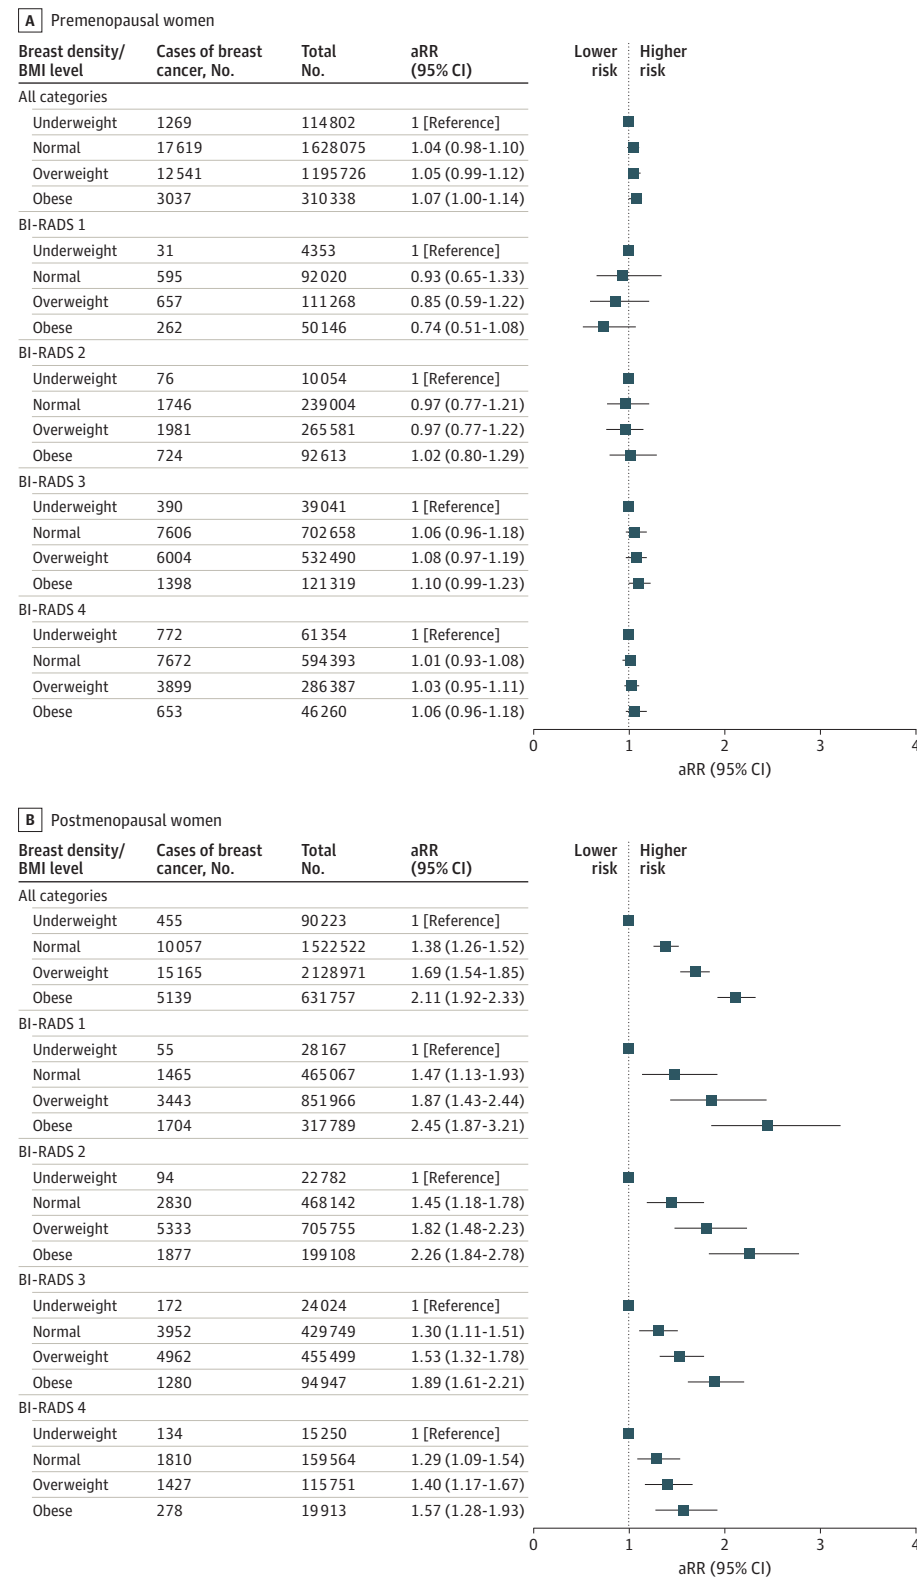 A Premenopausal women
Breast density/ BMI level Cases of breast cancer, No. Total No. aRR (95% CI) Lower risk Higher risk
All categories
Underweight 1269 114802 1 [Reference]
Normal 17619 1628075 1.04 (0.98-1.10)
Overweight 12541 1195726 1.05 (0.99-1.12)
Obese 3037 310338 1.07 (1.00-1.14)
BI-RADS 1
Underweight 31 4353 1 [Reference]
Normal 595 92020 0.93 (0.65-1.33)
Overweight 657 111268 0.85 (0.59-1.22)
Obese 262 50146 0.74 (0.51-1.08)
BI-RADS 2
Underweight 76 10054 1 [Reference]
Normal 1746 239004 0.97 (0.77-1.21)
Overweight 1981 265581 0.97 (0.77-1.22)
Obese 724 92613 1.02 (0.80-1.29)
BI-RADS 3
Underweight 390 39041 1 [Reference]
Normal 7606 702658 1.06 (0.96-1.18)
Overweight 6004 532490 1.08 (0.97-1.19)
Obese 1398 121319 1.10 (0.99-1.23)
BI-RADS 4
Underweight 772 61354 1 [Reference]
Normal 7672 594393 1.01 (0.93-1.08)
Overweight 3899 286387 1.03 (0.95-1.11)
Obese 653 46260 1.06 (0.96-1.18)
0 1 2 3 4
aRR (95% CI)
B Postmenopausal women
Breast density/ BMI level Cases of breast cancer, No. Total No. aRR (95% CI) Lower risk Higher risk
All categories
Underweight 455 90223 1 [Reference]
Normal 10057 1522522 1.38 (1.26-1.52)
Overweight 15165 2128971 1.69 (1.54-1.85)
Obese 5139 631757 2.11 (1.92-2.33)
BI-RADS 1
Underweight 55 28167 1 [Reference]
Normal 1465 465067 1.47 (1.13-1.93)
Overweight 3443 851966 1.87 (1.43-2.44)
Obese 1704 317789 2.45 (1.87-3.21)
BI-RADS 2
Underweight 94 22782 1 [Reference]
Normal 2830 468142 1.45 (1.18-1.78)
Overweight 5333 705755 1.82 (1.48-2.23)
Obese 1877 199108 2.26 (1.84-2.78)
BI-RADS 3
Underweight 172 24024 1 [Reference]
Normal 3952 429749 1.30 (1.11-1.51)
Overweight 4962 455499 1.53 (1.32-1.78)
Obese 1280 94947 1.89 (1.61-2.21)
BI-RADS 4
Underweight 134 15250 1 [Reference]
Normal 1810 159564 1.29 (1.09-1.54)
Overweight 1427 115751 1.40 (1.17-1.67)
Obese 278 19913 1.57 (1.28-1.93)
0 1 2 3 4
aRR (95% CI)